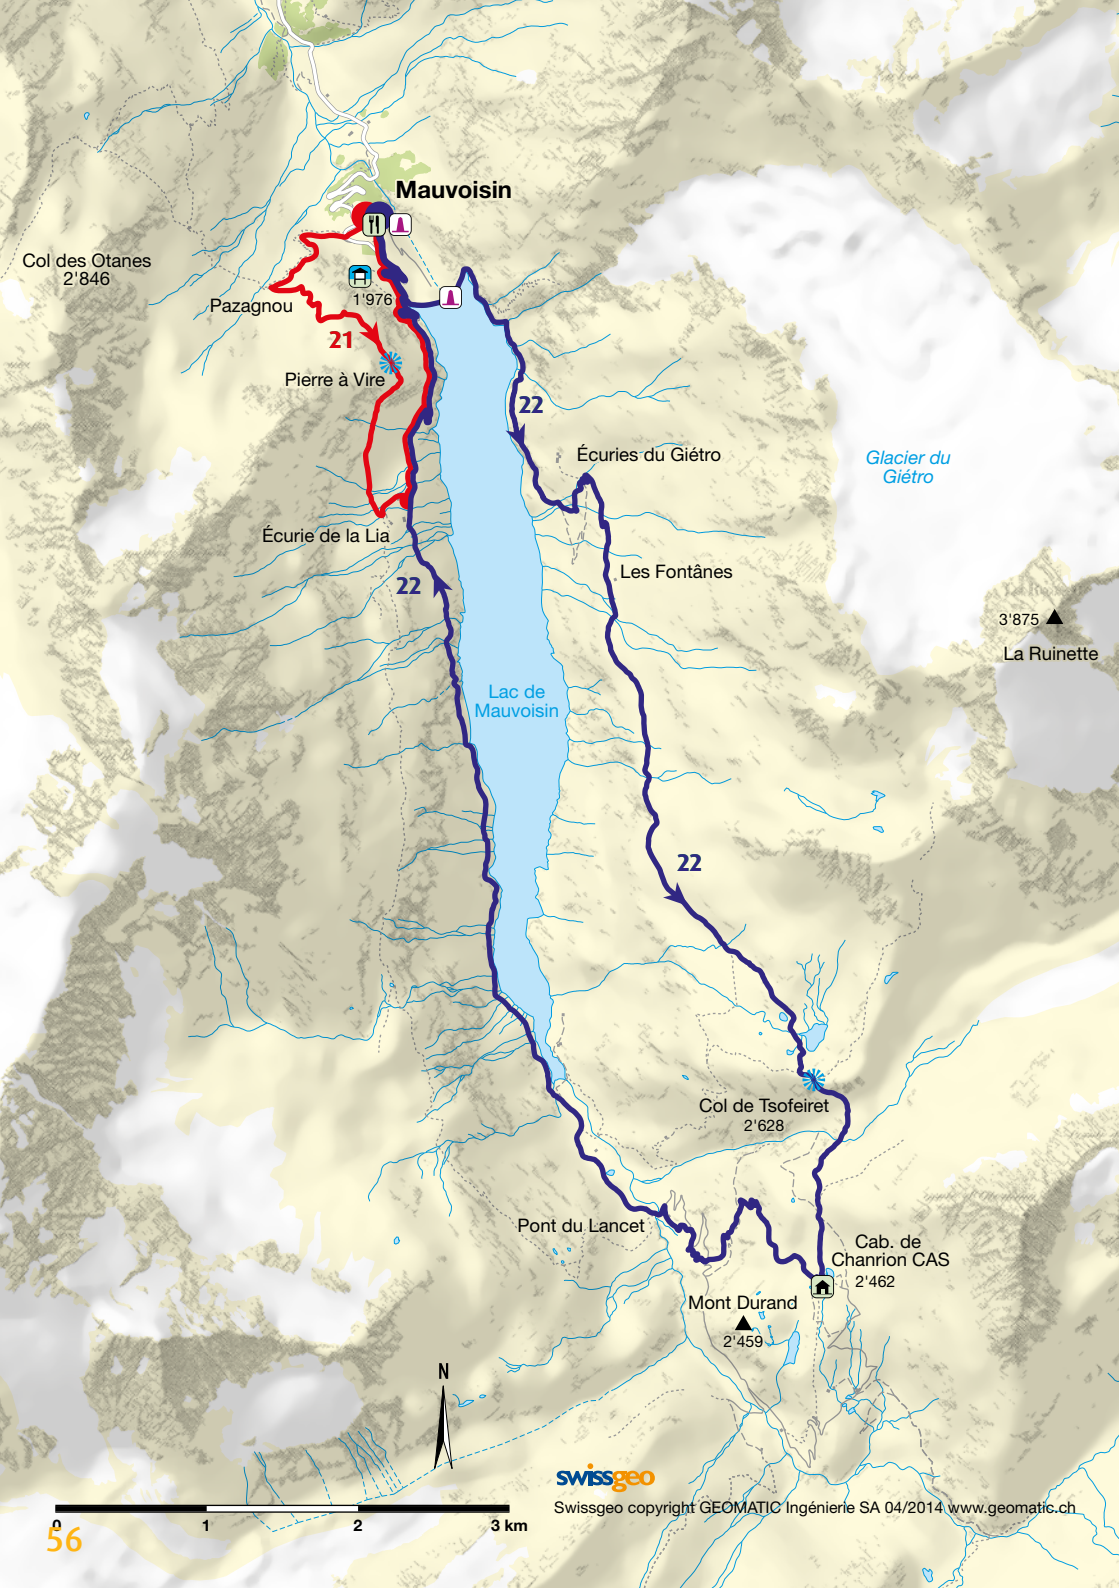 Mauvoisin
Col des Otanes
2'846
Pazagnou
1'976
21
Pierre à Vire
22
Écuries du Giétro
Glacier du
Giétro
Écurie de la Lia
22
Les Fontânes
3'875
La Ruinette
Lac de
Mauvoisin
22
Col de Tsofeiret
2'628
Pont du Lancet
Cab. de
Chanrion CAS
2'462
Mont Durand
2'459
N
swissgeo
Swissgeo copyright GEOMATIC Ingénierie SA 04/2014 www.geomatic.ch
0 1 2 3 km
56